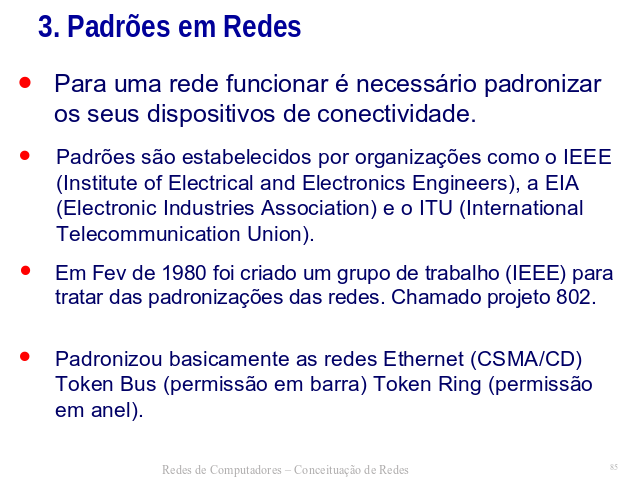 3. Padrões em Redes
Para uma rede funcionar é necessário padronizar
os seus dispositivos de conectividade.
Padrões são estabelecidos por organizações como o IEEE
(Institute of Electrical and Electronics Engineers), a EIA
(Electronic Industries Association) e o ITU (International
Telecommunication Union).
Em Fev de 1980 foi criado um grupo de trabalho (IEEE) para
tratar das padronizações das redes. Chamado projeto 802.
Padronizou basicamente as redes Ethernet (CSMA/CD)
Token Bus (permissão em barra) Token Ring (permissão
em anel).
Redes de Computadores – Conceituação de Redes
85